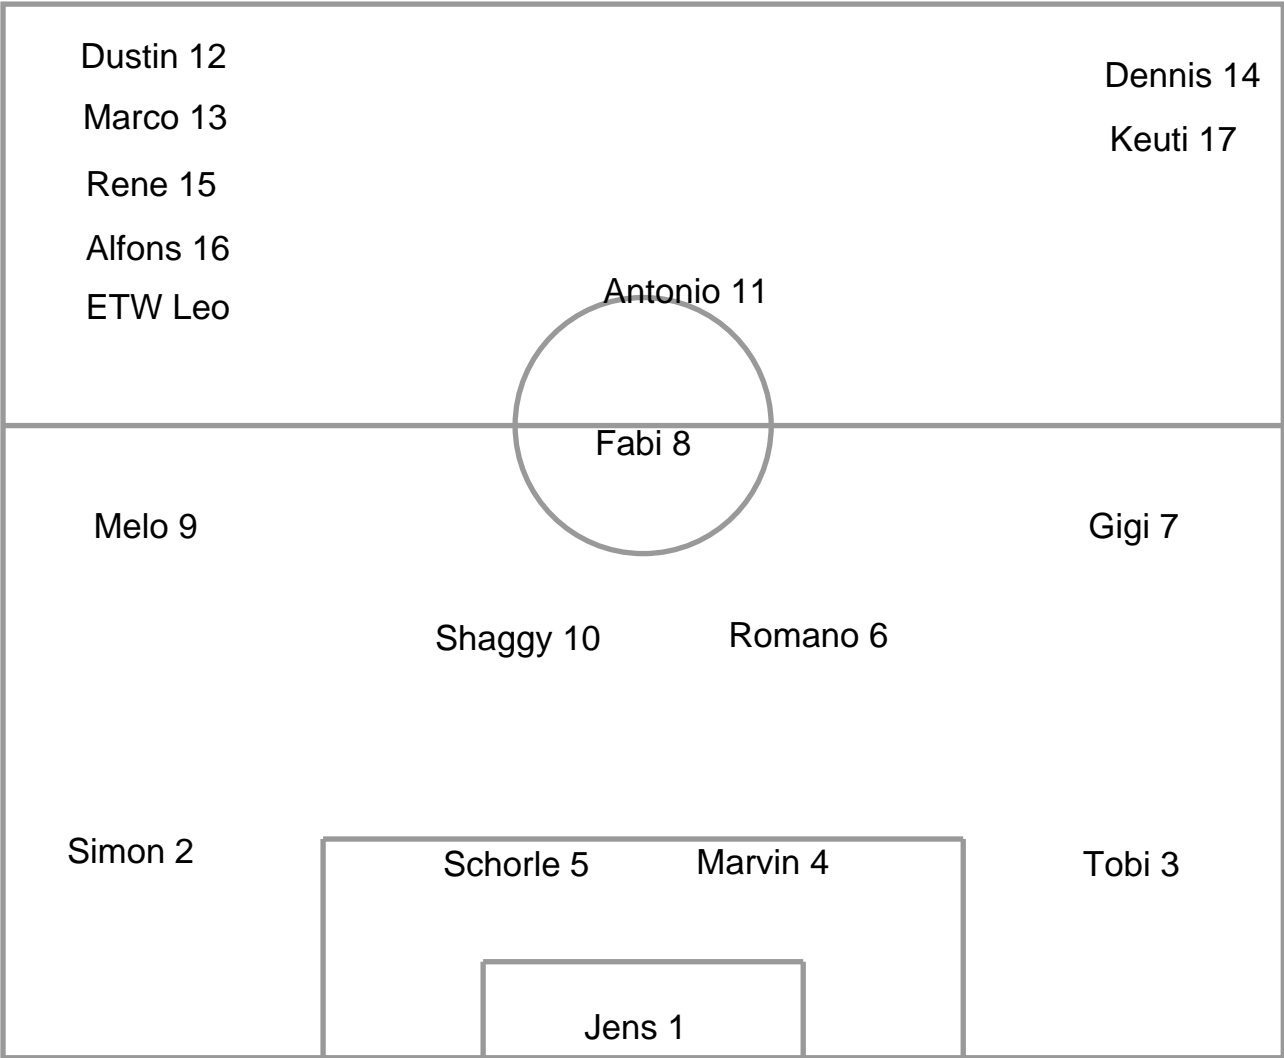 Dustin 12
Dennis 14
Marco 13
Keuti 17
Rene 15
Alfons 16
Antonio 11
ETW Leo
Fabi 8
Melo 9
Gigi 7
Shaggy 10
Romano 6
Simon 2
Schorle 5
Marvin 4
Tobi 3
Jens 1